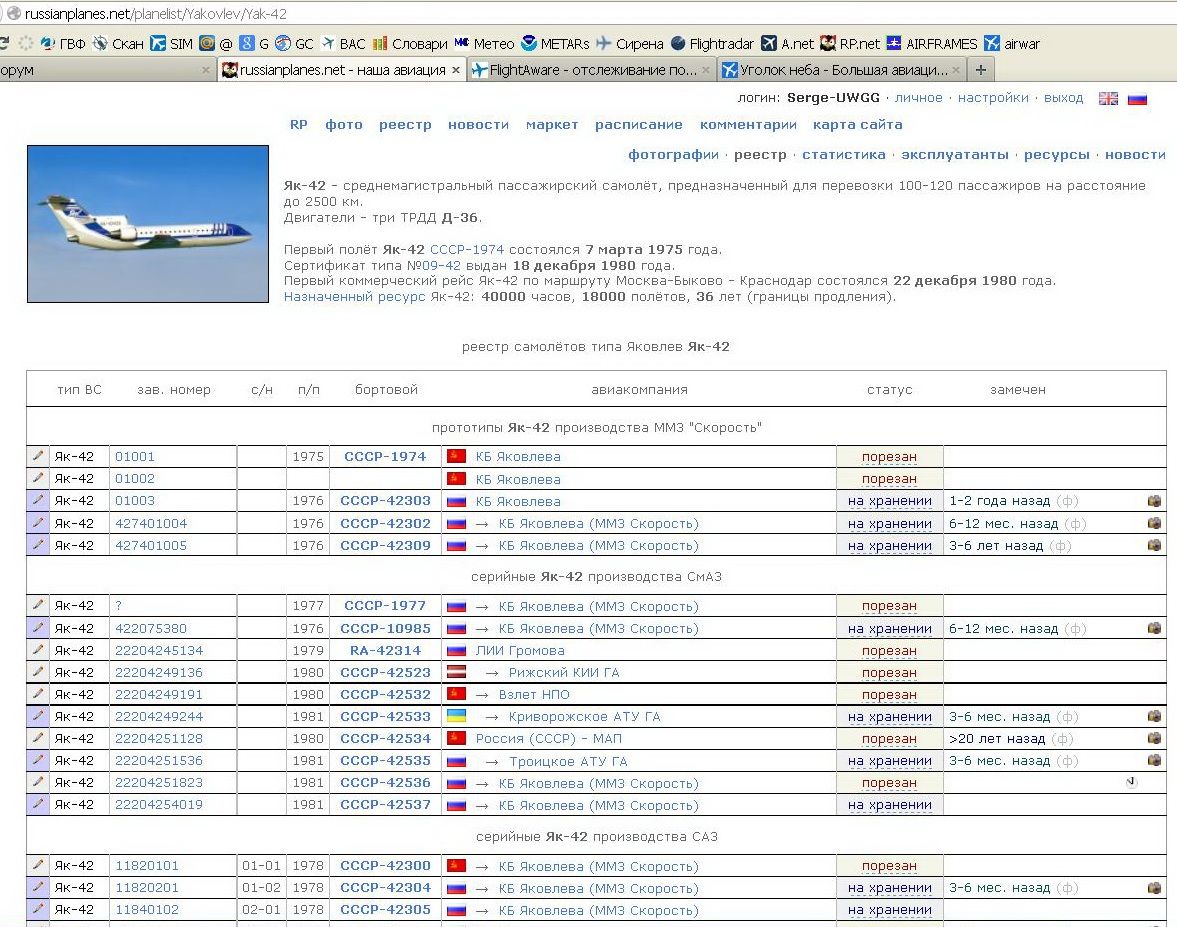 russianplanes.net/planelist/Yakovlev/Yak-42
ГВФ Скан SIM @ G GC ВАС Словари Метео METARs Сирена Flightradar A.net RP.net AIRFRAMES airwar
орум × russianplanes.net - наша авиация × FlightAware - отслеживание по... × Уголок неба - Большая авиаци... × +
логин: Serge-UWGG · личное · настройки · выход
RP фото реестр новости маркет расписание комментарии карта сайта
фотографии · реестр · статистика · эксплуатанты · ресурсы · новости
Як-42 - среднемагистральный пассажирский самолёт, предназначенный для перевозки 100-120 пассажиров на расстояние
до 2500 км.
Двигатели - три ТРДД Д-36.
Первый полёт Як-42 СССР-1974 состоялся 7 марта 1975 года.
Сертификат типа №09-42 выдан 18 декабря 1980 года.
Первый коммерческий рейс Як-42 по маршруту Москва-Быково - Краснодар состоялся 22 декабря 1980 года.
Назначенный ресурс Як-42: 40000 часов, 18000 полётов, 36 лет (границы продления).
реестр самолётов типа Яковлев Як-42
тип ВС зав. номер с/н п/п бортовой авиакомпания статус замечен
прототипы Як-42 производства ММЗ "Скорость"
Як-42 01001 1975 СССР-1974 КБ Яковлева порезан
Як-42 01002 КБ Яковлева порезан
Як-42 01003 1976 СССР-42303 КБ Яковлева на хранении 1-2 года назад (ф)
Як-42 427401004 1976 СССР-42302 → КБ Яковлева (ММЗ Скорость) на хранении 6-12 мес. назад (ф)
Як-42 427401005 1976 СССР-42309 → КБ Яковлева (ММЗ Скорость) на хранении 3-6 лет назад (ф)
серийные Як-42 производства СмАЗ
Як-42 ? 1977 СССР-1977 → КБ Яковлева (ММЗ Скорость) порезан
Як-42 422075380 1976 СССР-10985 → КБ Яковлева (ММЗ Скорость) на хранении 6-12 мес. назад (ф)
Як-42 22204245134 1979 RA-42314 ЛИИ Громова порезан
Як-42 22204249136 1980 СССР-42523 → Рижский КИИ ГА порезан
Як-42 22204249191 1980 СССР-42532 → Взлет НПО порезан
Як-42 22204249244 1981 СССР-42533 → Криворожское АТУ ГА на хранении 3-6 мес. назад (ф)
Як-42 22204251128 1980 СССР-42534 Россия (СССР) - МАП порезан >20 лет назад (ф)
Як-42 22204251536 1981 СССР-42535 → Троицкое АТУ ГА на хранении 3-6 мес. назад (ф)
Як-42 22204251823 1981 СССР-42536 → КБ Яковлева (ММЗ Скорость) порезан
Як-42 22204254019 1981 СССР-42537 → КБ Яковлева (ММЗ Скорость) на хранении
серийные Як-42 производства САЗ
Як-42 11820101 01-01 1978 СССР-42300 → КБ Яковлева (ММЗ Скорость) порезан
Як-42 11820201 01-02 1978 СССР-42304 → КБ Яковлева (ММЗ Скорость) на хранении 3-6 мес. назад (ф)
Як-42 11840102 02-01 1978 СССР-42305 → КБ Яковлева (ММЗ Скорость) на хранении